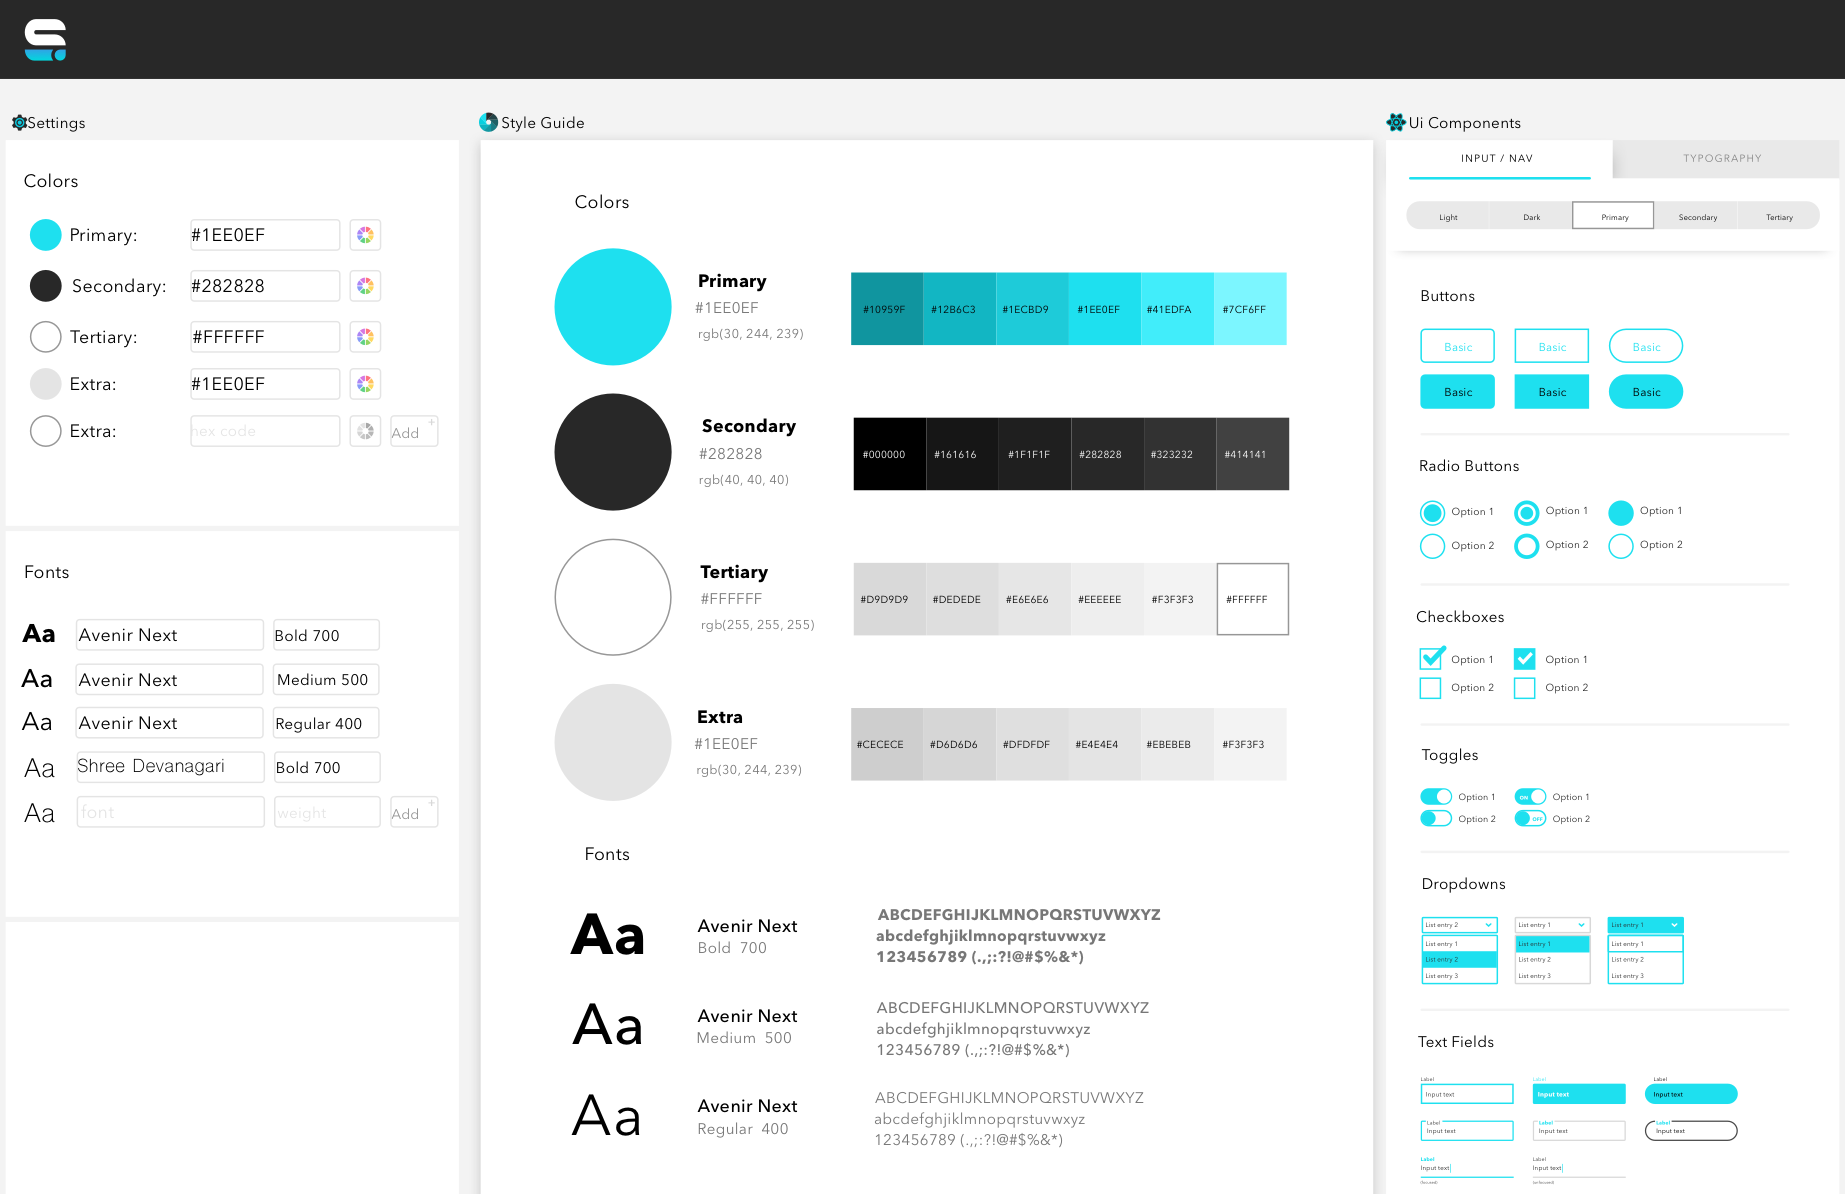 Settings
Colors
Primary: #1EE0EF
Secondary: #282828
Tertiary: #FFFFFF
Extra: #1EE0EF
Extra: hex code Add +
Fonts
Aa Avenir Next Bold 700
Aa Avenir Next Medium 500
Aa Avenir Next Regular 400
Aa Shree Devanagari Bold 700
Aa font weight Add +
Style Guide
Colors
Primary
#1EE0EF
rgb(30, 244, 239)
#10959F #12B6C3 #1ECBD9 #1EE0EF #41EDFA #7CF6FF
Secondary
#282828
rgb(40, 40, 40)
#000000 #161616 #1F1F1F #282828 #323232 #414141
Tertiary
#FFFFFF
rgb(255, 255, 255)
#D9D9D9 #DEDEDE #E6E6E6 #EEEEEE #F3F3F3 #FFFFFF
Extra
#1EE0EF
rgb(30, 244, 239)
#CECECE #D6D6D6 #DFDFDF #E4E4E4 #EBEBEB #F3F3F3
Fonts
Aa
Avenir Next
Bold 700
ABCDEFGHIJKLMNOPQRSTUVWXYZ
abcdefghjiklmnopqrstuvwxyz
123456789 (.,;:?!@#$%&*)
Aa
Avenir Next
Medium 500
ABCDEFGHIJKLMNOPQRSTUVWXYZ
abcdefghjiklmnopqrstuvwxyz
123456789 (.,;:?!@#$%&*)
Aa
Avenir Next
Regular 400
ABCDEFGHIJKLMNOPQRSTUVWXYZ
abcdefghjiklmnopqrstuvwxyz
123456789 (.,;:?!@#$%&*)
Ui Components
INPUT / NAV TYPOGRAPHY
Light Dark Primary Secondary Tertiary
Buttons
Basic Basic Basic
Basic Basic Basic
Radio Buttons
Option 1 Option 1 Option 1
Option 2 Option 2 Option 2
Checkboxes
Option 1 Option 1
Option 2 Option 2
Toggles
Option 1 ON Option 1
Option 2 OFF Option 2
Dropdowns
List entry 2 List entry 1 List entry 1
List entry 1 List entry 1 List entry 1
List entry 2 List entry 2 List entry 2
List entry 3 List entry 3 List entry 3
Text Fields
Label Label Label
Input text Input text Input text
Label Label Label
Input text Input text Input text
Label Label
Input text Input text